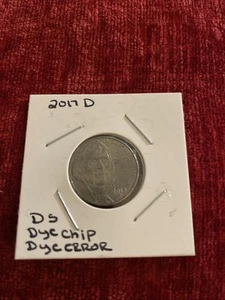 2017 D
DS
Dye Chip
Dye ERROR